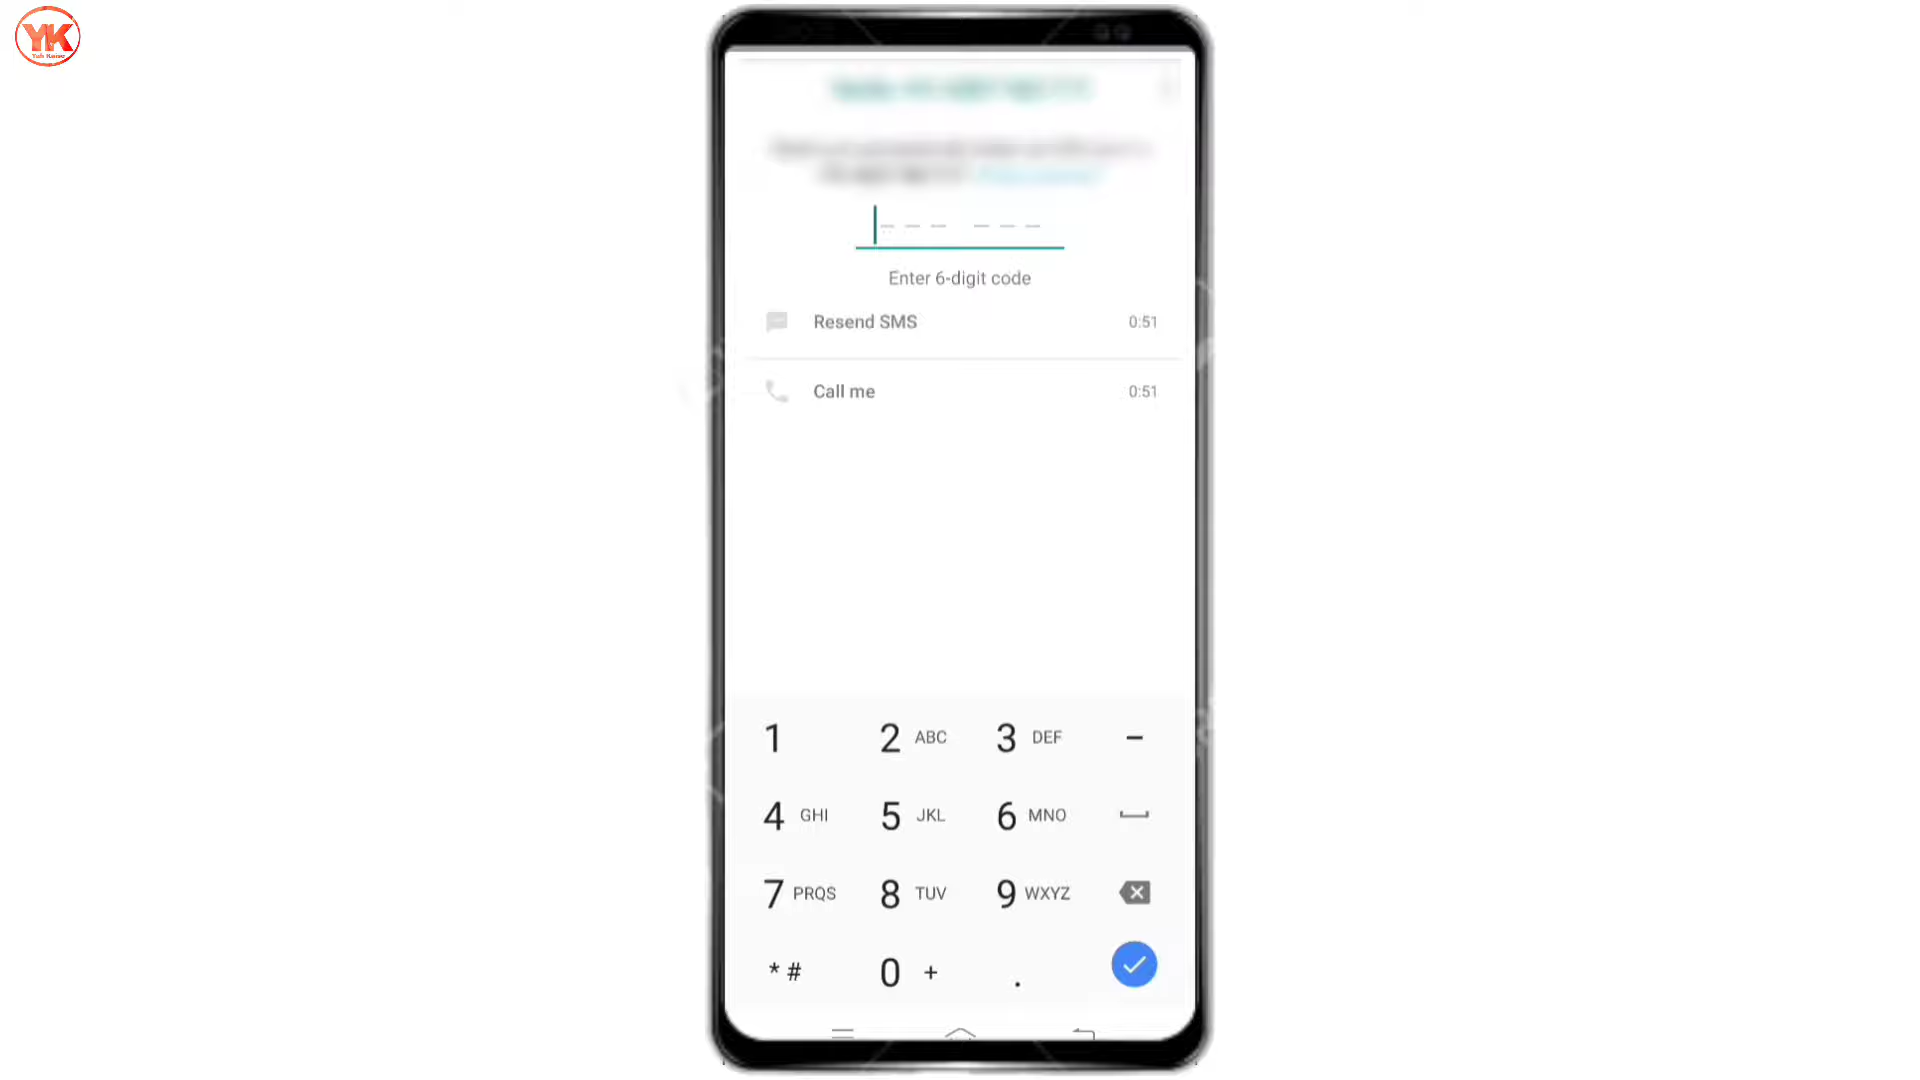 YK
Enter 6-digit code
Resend SMS 0:51
Call me 0:51
1 2 ABC 3 DEF –
4 GHI 5 JKL 6 MNO
7 PRQS 8 TUV 9 WXYZ
* # 0 + .